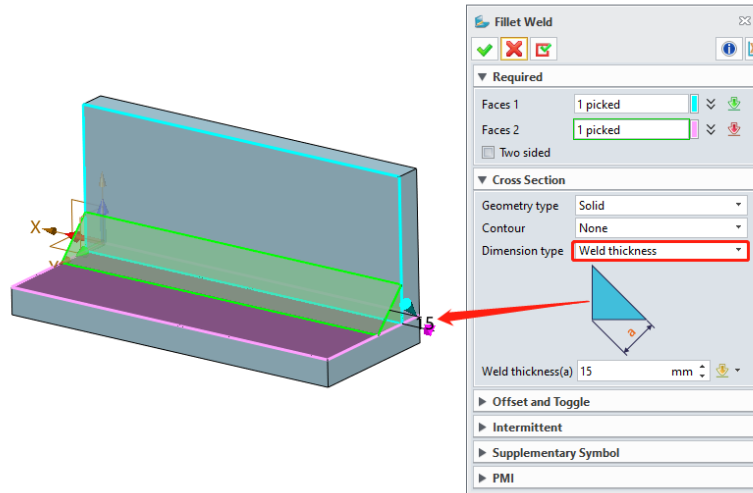 Fillet Weld
Required
Faces 1 1 picked
Faces 2 1 picked
Two sided
Cross Section
Geometry type Solid
Contour None
Dimension type Weld thickness
a
Weld thickness(a) 15 mm
Offset and Toggle
Intermittent
Supplementary Symbol
PMI
X
15